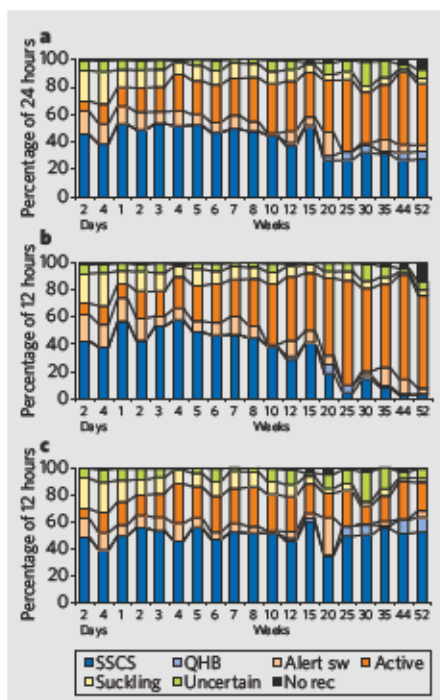 a
Percentage of 24 hours
100
80
60
40
20
0
2 4 1 2 3 4 5 6 7 8 10 12 15 20 25 30 35 44 52
Days Weeks
b
Percentage of 12 hours
100
80
60
40
20
0
2 4 1 2 3 4 5 6 7 8 10 12 15 20 25 30 35 44 52
Days Weeks
c
Percentage of 12 hours
100
80
60
40
20
0
2 4 1 2 3 4 5 6 7 8 10 12 15 20 25 30 35 44 52
Days Weeks
SSCS QHB Alert sw Active
Suckling Uncertain No rec